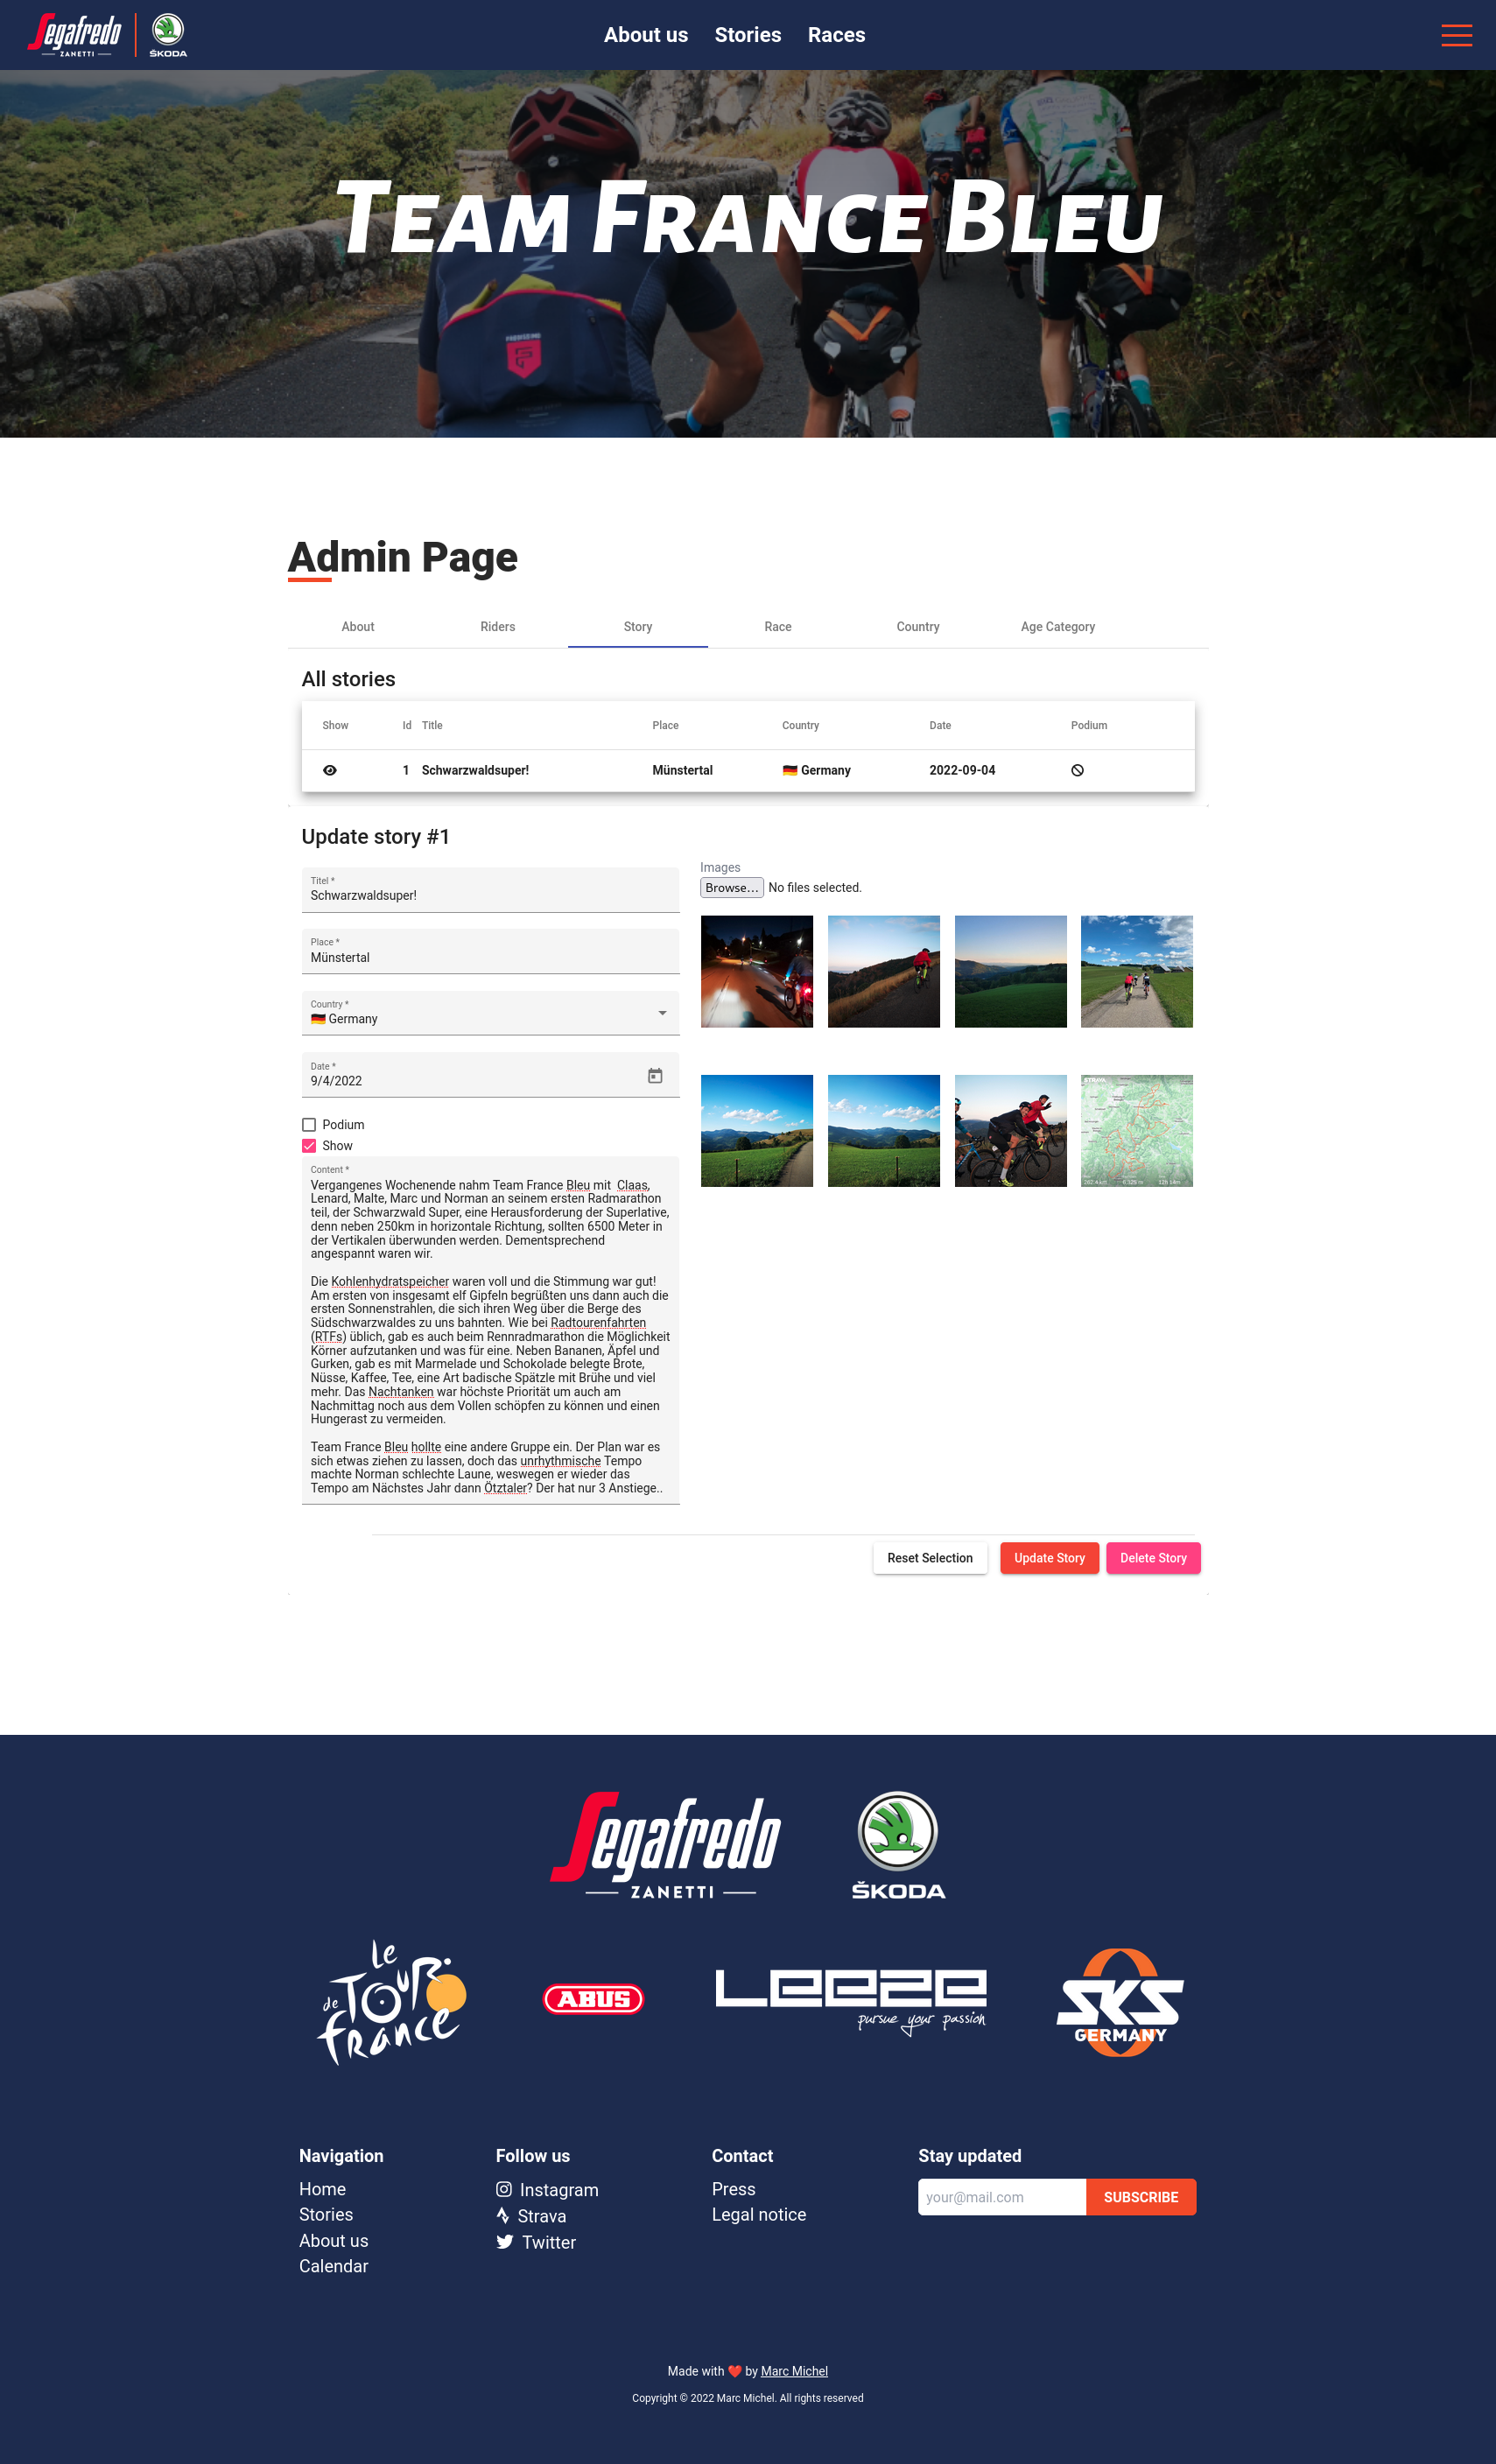 Segafredo
ZANETTI
ŠKODA
About us
Stories
Races
Team France Bleu
Admin Page
About
Riders
Story
Race
Country
Age Category
All stories
Show
Id
Title
Place
Country
Date
Podium
1
Schwarzwaldsuper!
Münstertal
🇩🇪 Germany
2022-09-04
Update story #1
Titel *
Schwarzwaldsuper!
Place *
Münstertal
Country *
🇩🇪 Germany
Date *
9/4/2022
Podium
Show
Content *
Vergangenes Wochenende nahm Team France Bleu mit  Claas,
Lenard, Malte, Marc und Norman an seinem ersten Radmarathon
teil, der Schwarzwald Super, eine Herausforderung der Superlative,
denn neben 250km in horizontale Richtung, sollten 6500 Meter in
der Vertikalen überwunden werden. Dementsprechend
angespannt waren wir.
Die Kohlenhydratspeicher waren voll und die Stimmung war gut!
Am ersten von insgesamt elf Gipfeln begrüßten uns dann auch die
ersten Sonnenstrahlen, die sich ihren Weg über die Berge des
Südschwarzwaldes zu uns bahnten. Wie bei Radtourenfahrten
(RTFs) üblich, gab es auch beim Rennradmarathon die Möglichkeit
Körner aufzutanken und was für eine. Neben Bananen, Äpfel und
Gurken, gab es mit Marmelade und Schokolade belegte Brote,
Nüsse, Kaffee, Tee, eine Art badische Spätzle mit Brühe und viel
mehr. Das Nachtanken war höchste Priorität um auch am
Nachmittag noch aus dem Vollen schöpfen zu können und einen
Hungerast zu vermeiden.
Team France Bleu hollte eine andere Gruppe ein. Der Plan war es
sich etwas ziehen zu lassen, doch das unrhythmische Tempo
machte Norman schlechte Laune, weswegen er wieder das
Tempo am Nächstes Jahr dann Ötztaler? Der hat nur 3 Anstiege..
Images
Browse...
No files selected.
STRAVA
Reset Selection
Update Story
Delete Story
Segafredo
ZANETTI
ŠKODA
le
TOUR
de
france
ABUS
Leeze
pursue your passion
SKS
GERMANY
Navigation
Home
Stories
About us
Calendar
Follow us
Instagram
Strava
Twitter
Contact
Press
Legal notice
Stay updated
your@mail.com
SUBSCRIBE
Made with ❤️ by Marc Michel
Copyright © 2022 Marc Michel. All rights reserved